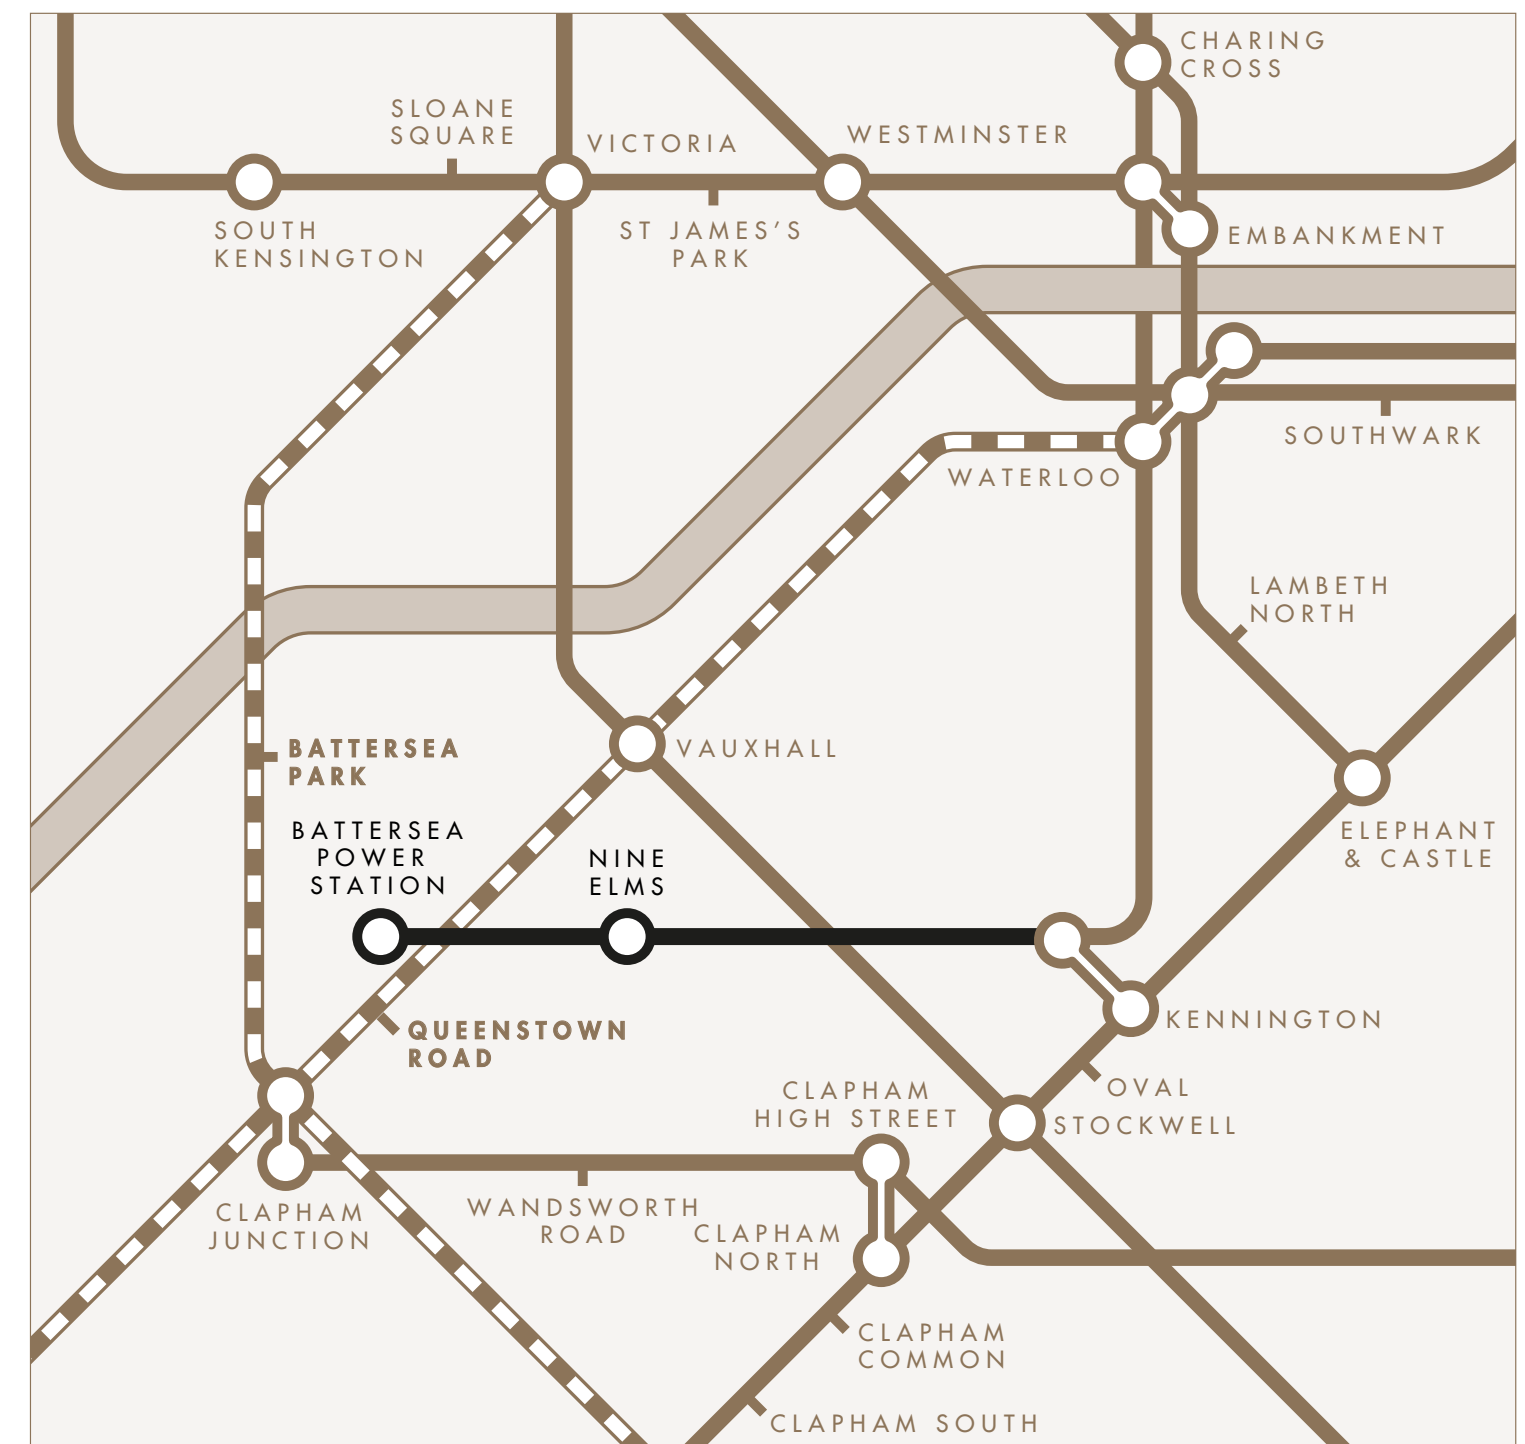 CHARING
CROSS
SLOANE
SQUARE
VICTORIA
WESTMINSTER
SOUTH
KENSINGTON
ST JAMES’S
PARK
EMBANKMENT
SOUTHWARK
WATERLOO
LAMBETH
NORTH
BATTERSEA
PARK
VAUXHALL
BATTERSEA
POWER
STATION
NINE
ELMS
ELEPHANT
& CASTLE
QUEENSTOWN
ROAD
KENNINGTON
OVAL
CLAPHAM
HIGH STREET
STOCKWELL
WANDSWORTH
ROAD
CLAPHAM
JUNCTION
CLAPHAM
NORTH
CLAPHAM
COMMON
CLAPHAM SOUTH